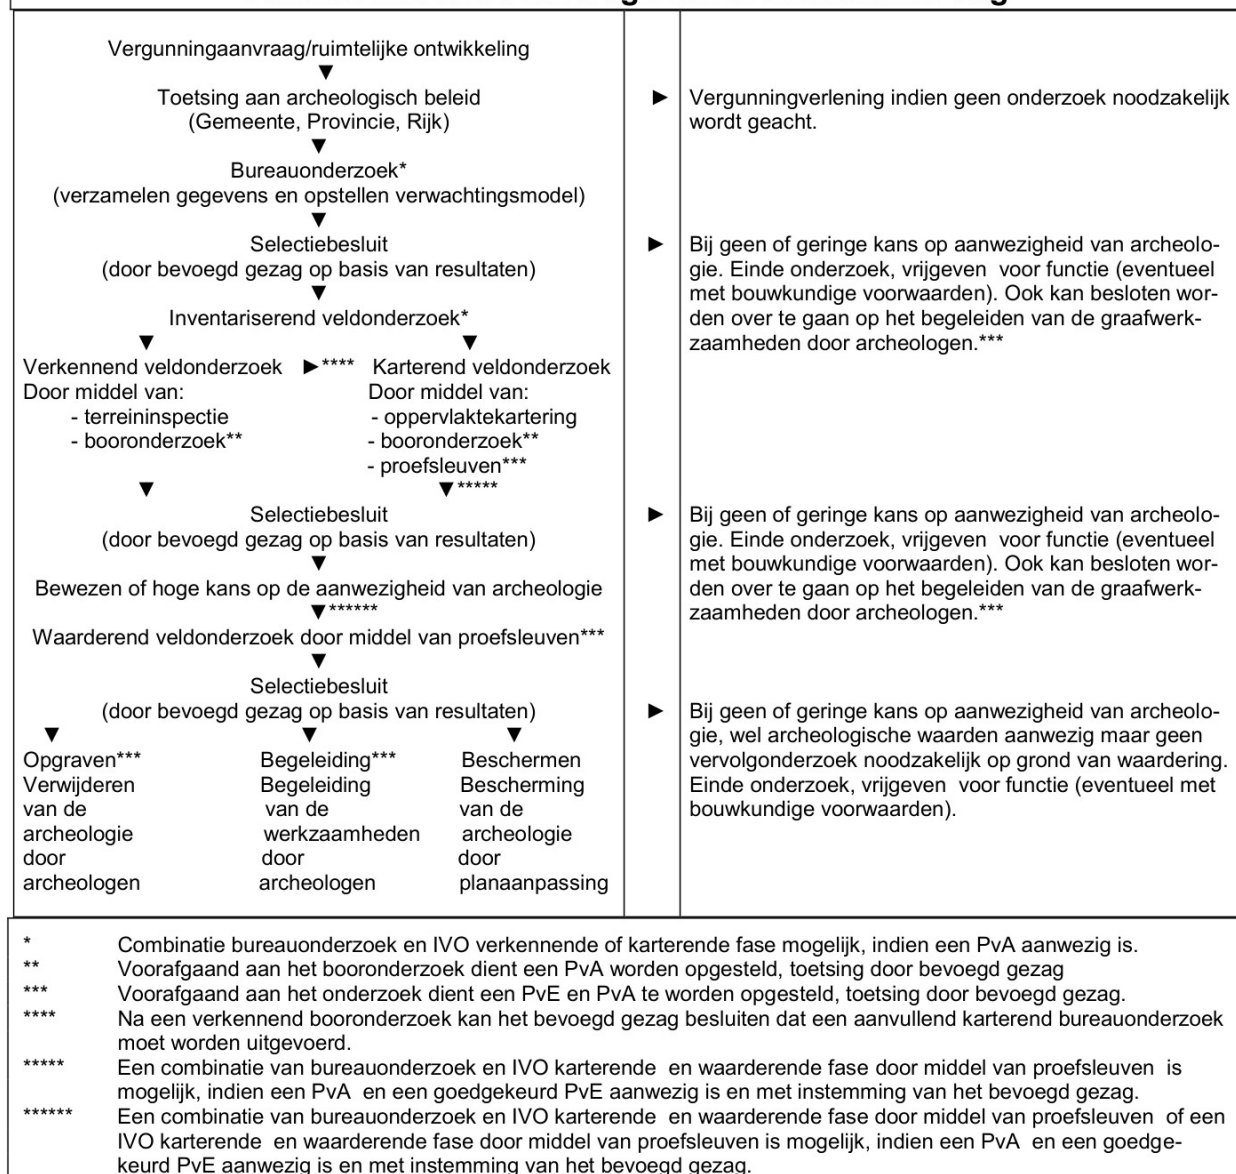 Vergunningaanvraag/ruimtelijke ontwikkeling
▼
Toetsing aan archeologisch beleid
(Gemeente, Provincie, Rijk)
► Vergunningverlening indien geen onderzoek noodzakelijk
wordt geacht.
▼
Bureauonderzoek*
(verzamelen gegevens en opstellen verwachtingsmodel)
▼
Selectiebesluit
(door bevoegd gezag op basis van resultaten)
► Bij geen of geringe kans op aanwezigheid van archeolo-
gie. Einde onderzoek, vrijgeven  voor functie (eventueel
met bouwkundige voorwaarden). Ook kan besloten wor-
den over te gaan op het begeleiden van de graafwerk-
zaamheden door archeologen.***
▼
Inventariserend veldonderzoek*
▼ ▼
Verkennend veldonderzoek ►**** Karterend veldonderzoek
Door middel van: Door middel van:
- terreininspectie - oppervlaktekartering
- booronderzoek** - booronderzoek**
- proefsleuven***
▼ ▼*****
Selectiebesluit
(door bevoegd gezag op basis van resultaten)
► Bij geen of geringe kans op aanwezigheid van archeolo-
gie. Einde onderzoek, vrijgeven  voor functie (eventueel
met bouwkundige voorwaarden). Ook kan besloten wor-
den over te gaan op het begeleiden van de graafwerk-
zaamheden door archeologen.***
▼
Bewezen of hoge kans op de aanwezigheid van archeologie
▼******
Waarderend veldonderzoek door middel van proefsleuven***
▼
Selectiebesluit
(door bevoegd gezag op basis van resultaten)
► Bij geen of geringe kans op aanwezigheid van archeolo-
gie, wel archeologische waarden aanwezig maar geen
vervolgonderzoek noodzakelijk op grond van waardering.
Einde onderzoek, vrijgeven  voor functie (eventueel met
bouwkundige voorwaarden).
▼ ▼ ▼
Opgraven*** Begeleiding*** Beschermen
Verwijderen Begeleiding Bescherming
van de van de van de
archeologie werkzaamheden archeologie
door door door
archeologen archeologen planaanpassing
* Combinatie bureauonderzoek en IVO verkennende of karterende fase mogelijk, indien een PvA aanwezig is.
** Voorafgaand aan het booronderzoek dient een PvA worden opgesteld, toetsing door bevoegd gezag
*** Voorafgaand aan het onderzoek dient een PvE en PvA te worden opgesteld, toetsing door bevoegd gezag.
**** Na een verkennend booronderzoek kan het bevoegd gezag besluiten dat een aanvullend karterend bureauonderzoek
moet worden uitgevoerd.
***** Een combinatie van bureauonderzoek en IVO karterende  en waarderende fase door middel van proefsleuven  is
mogelijk, indien een PvA  en een goedgekeurd PvE aanwezig is en met instemming van het bevoegd gezag.
****** Een combinatie van bureauonderzoek en IVO karterende  en waarderende fase door middel van proefsleuven  of een
IVO karterende  en waarderende fase door middel van proefsleuven is mogelijk, indien een PvA  en een goedge-
keurd PvE aanwezig is en met instemming van het bevoegd gezag.